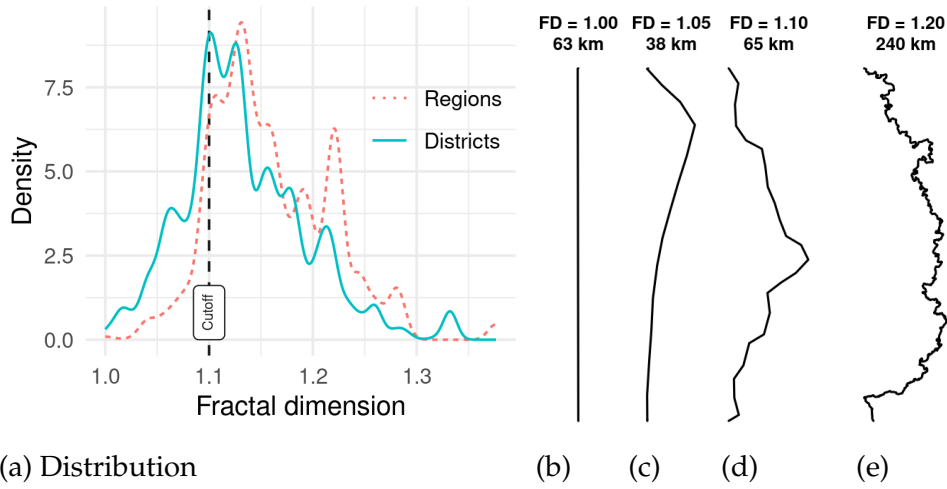 Density
7.5
5.0
2.5
0.0
Regions
Districts
Cutoff
1.0 1.1 1.2 1.3
Fractal dimension
(a) Distribution
FD = 1.00
63 km
(b)
FD = 1.05
38 km
(c)
FD = 1.10
65 km
(d)
FD = 1.20
240 km
(e)